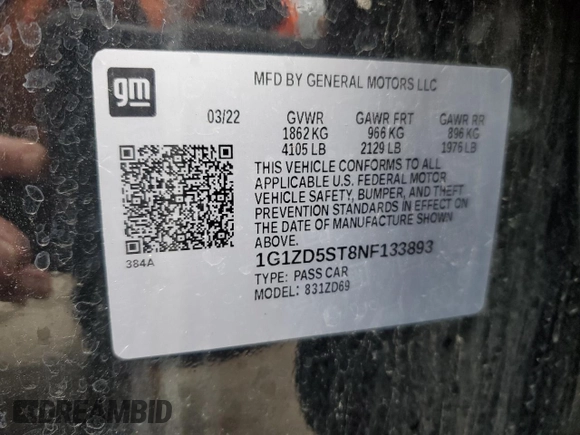 gm
MFD BY GENERAL MOTORS LLC
03/22 GVWR GAWR FRT GAWR RR
1862 KG 966 KG 896 KG
4105 LB 2129 LB 1976 LB
THIS VEHICLE CONFORMS TO ALL
APPLICABLE U.S. FEDERAL MOTOR
VEHICLE SAFETY, BUMPER, AND THEFT
PREVENTION STANDARDS IN EFFECT ON
THE DATE OF MANUFACTURE SHOWN
ABOVE.
384A
1G1ZD5ST8NF133893
TYPE: PASS CAR
MODEL: 831ZD69
DREAMBID